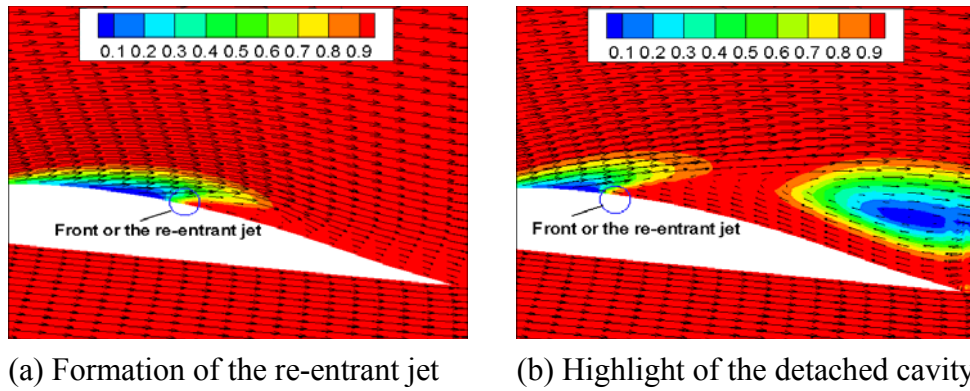 0.1 0.2 0.3 0.4 0.5 0.6 0.7 0.8 0.9
Front or the re-entrant jet
(a) Formation of the re-entrant jet
0.1 0.2 0.3 0.4 0.5 0.6 0.7 0.8 0.9
Front or the re-entrant jet
(b) Highlight of the detached cavity